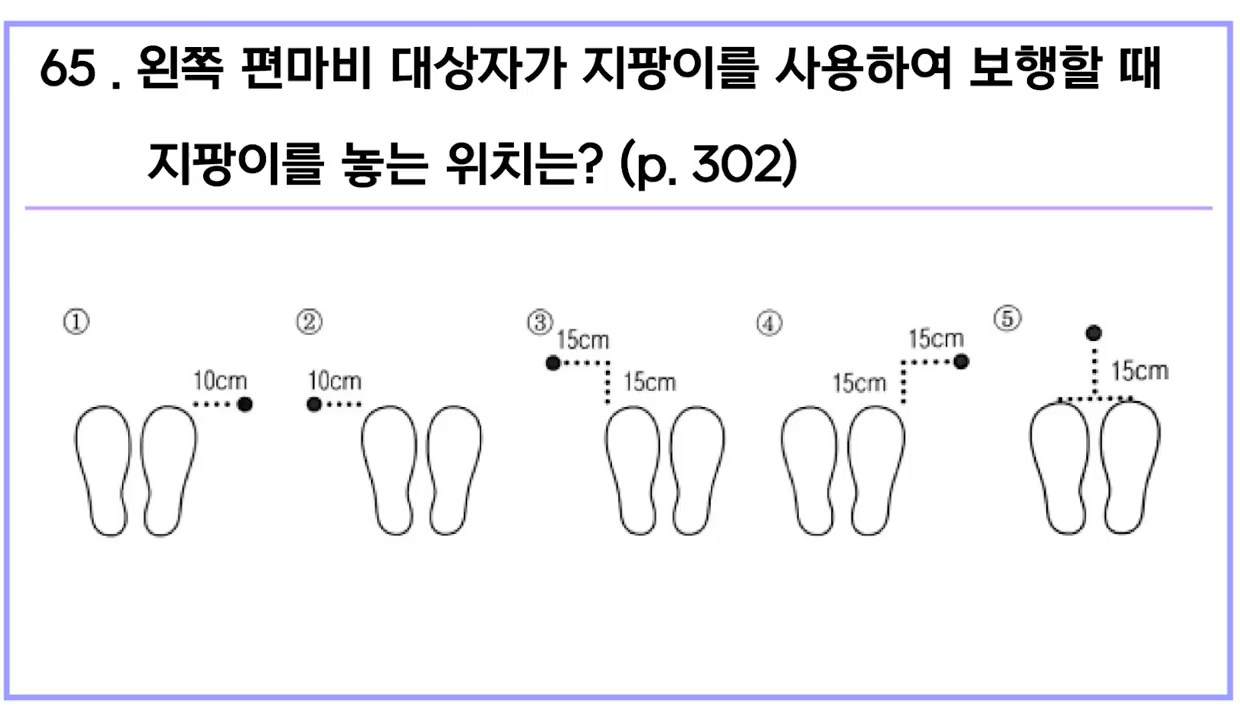 65 . 왼쪽 편마비 대상자가 지팡이를 사용하여 보행할 때
지팡이를 놓는 위치는? (p. 302)
①
10cm
②
10cm
③
15cm
15cm
④
15cm
15cm
⑤
15cm